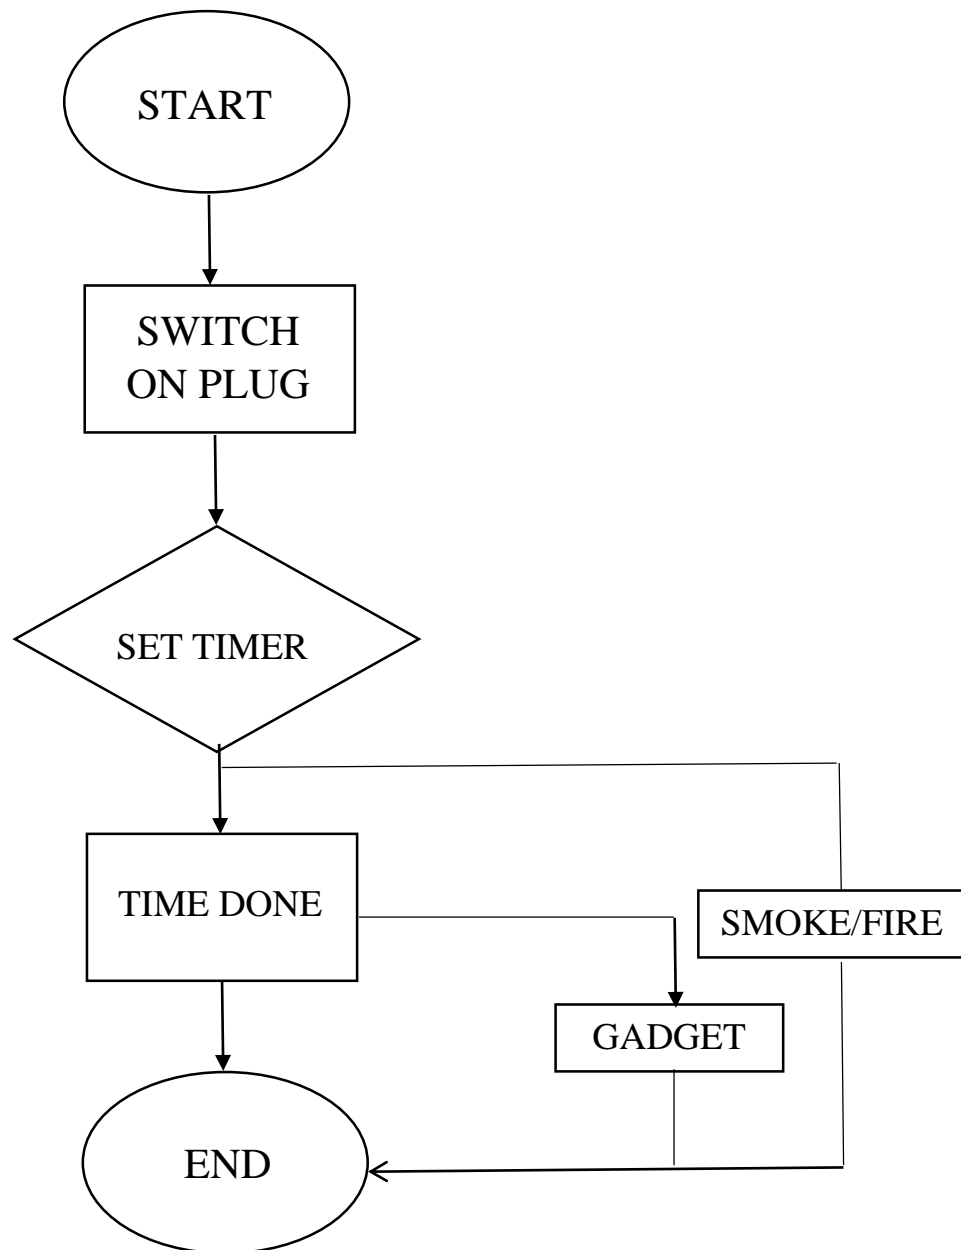 START
SWITCH
ON PLUG
SET TIMER
TIME DONE
SMOKE/FIRE
GADGET
END